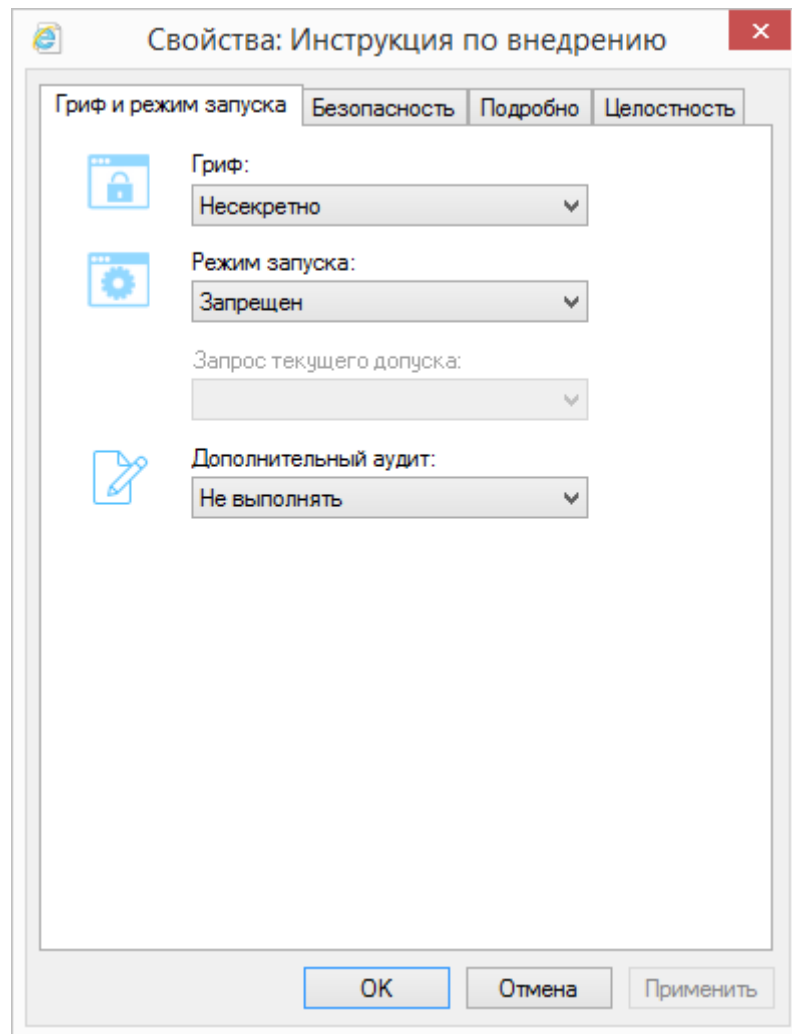 Свойства: Инструкция по внедрению
Гриф и режим запуска Безопасность Подробно Целостность
Гриф:
Несекретно
Режим запуска:
Запрещен
Запрос текущего допуска:
Дополнительный аудит:
Не выполнять
OK Отмена Применить